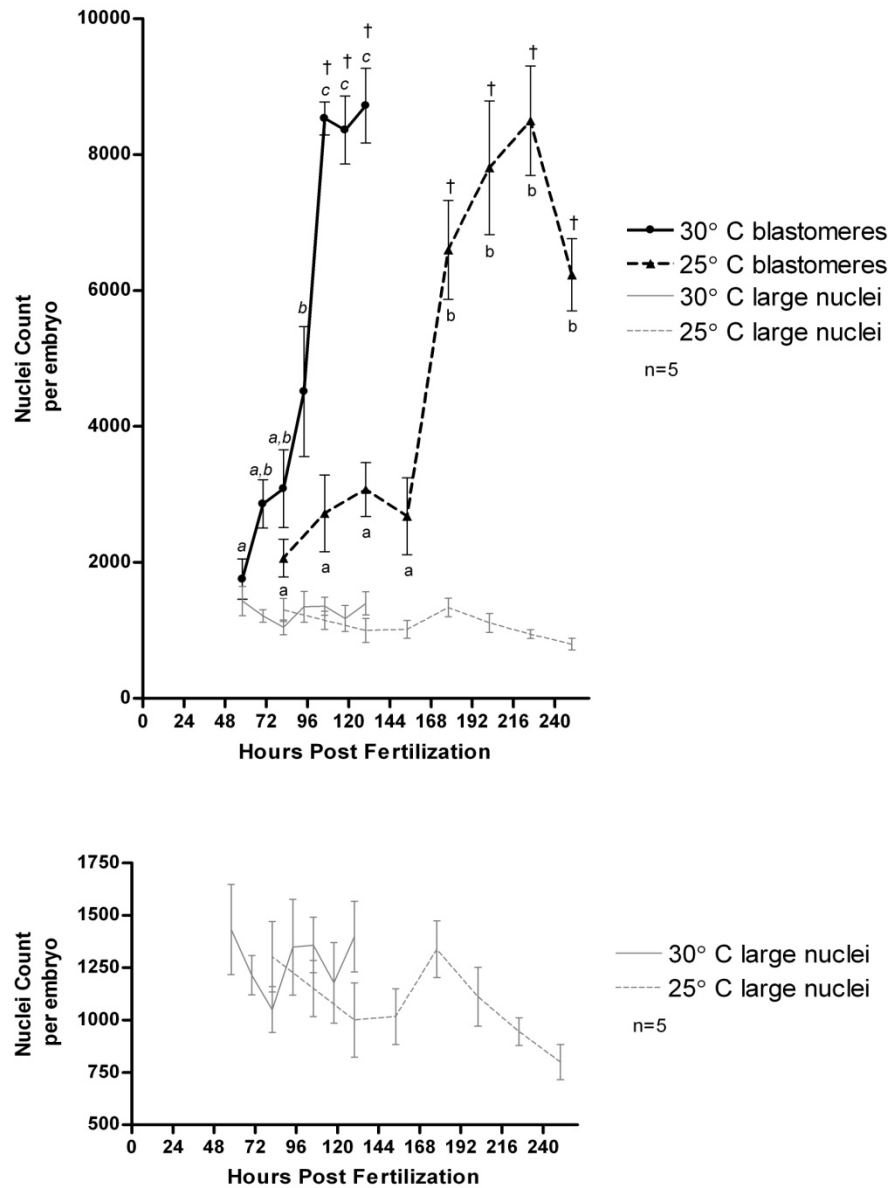 10000
8000
6000
4000
2000
0
Nuclei Count
per embryo
† † †
c c c
b
a,b
a,b
a
† † † †
b b b b
a a a a
0 24 48 72 96 120 144 168 192 216 240
Hours Post Fertilization
30° C blastomeres
25° C blastomeres
30° C large nuclei
25° C large nuclei
n=5
1750
1500
1250
1000
750
500
Nuclei Count
per embryo
0 24 48 72 96 120 144 168 192 216 240
Hours Post Fertilization
30° C large nuclei
25° C large nuclei
n=5